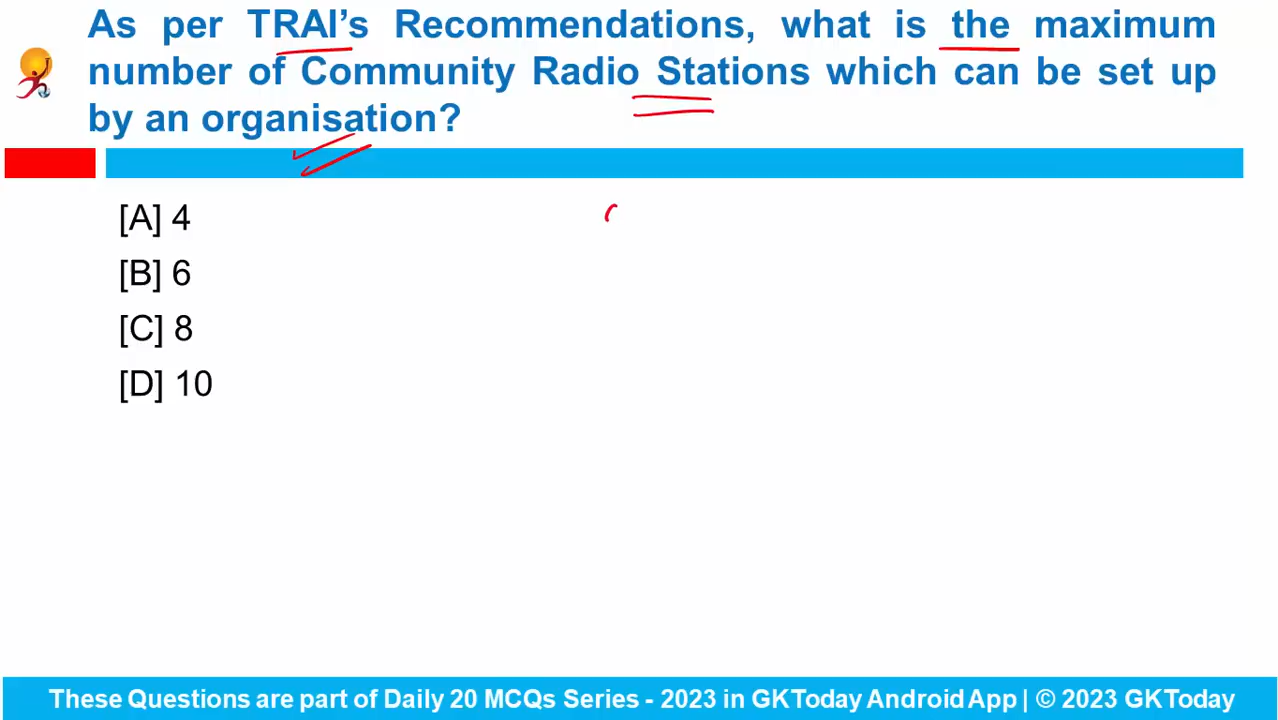 As per TRAI’s Recommendations, what is the maximum
number of Community Radio Stations which can be set up
by an organisation?
[A] 4
[B] 6
[C] 8
[D] 10
These Questions are part of Daily 20 MCQs Series - 2023 in GKToday Android App | © 2023 GKToday